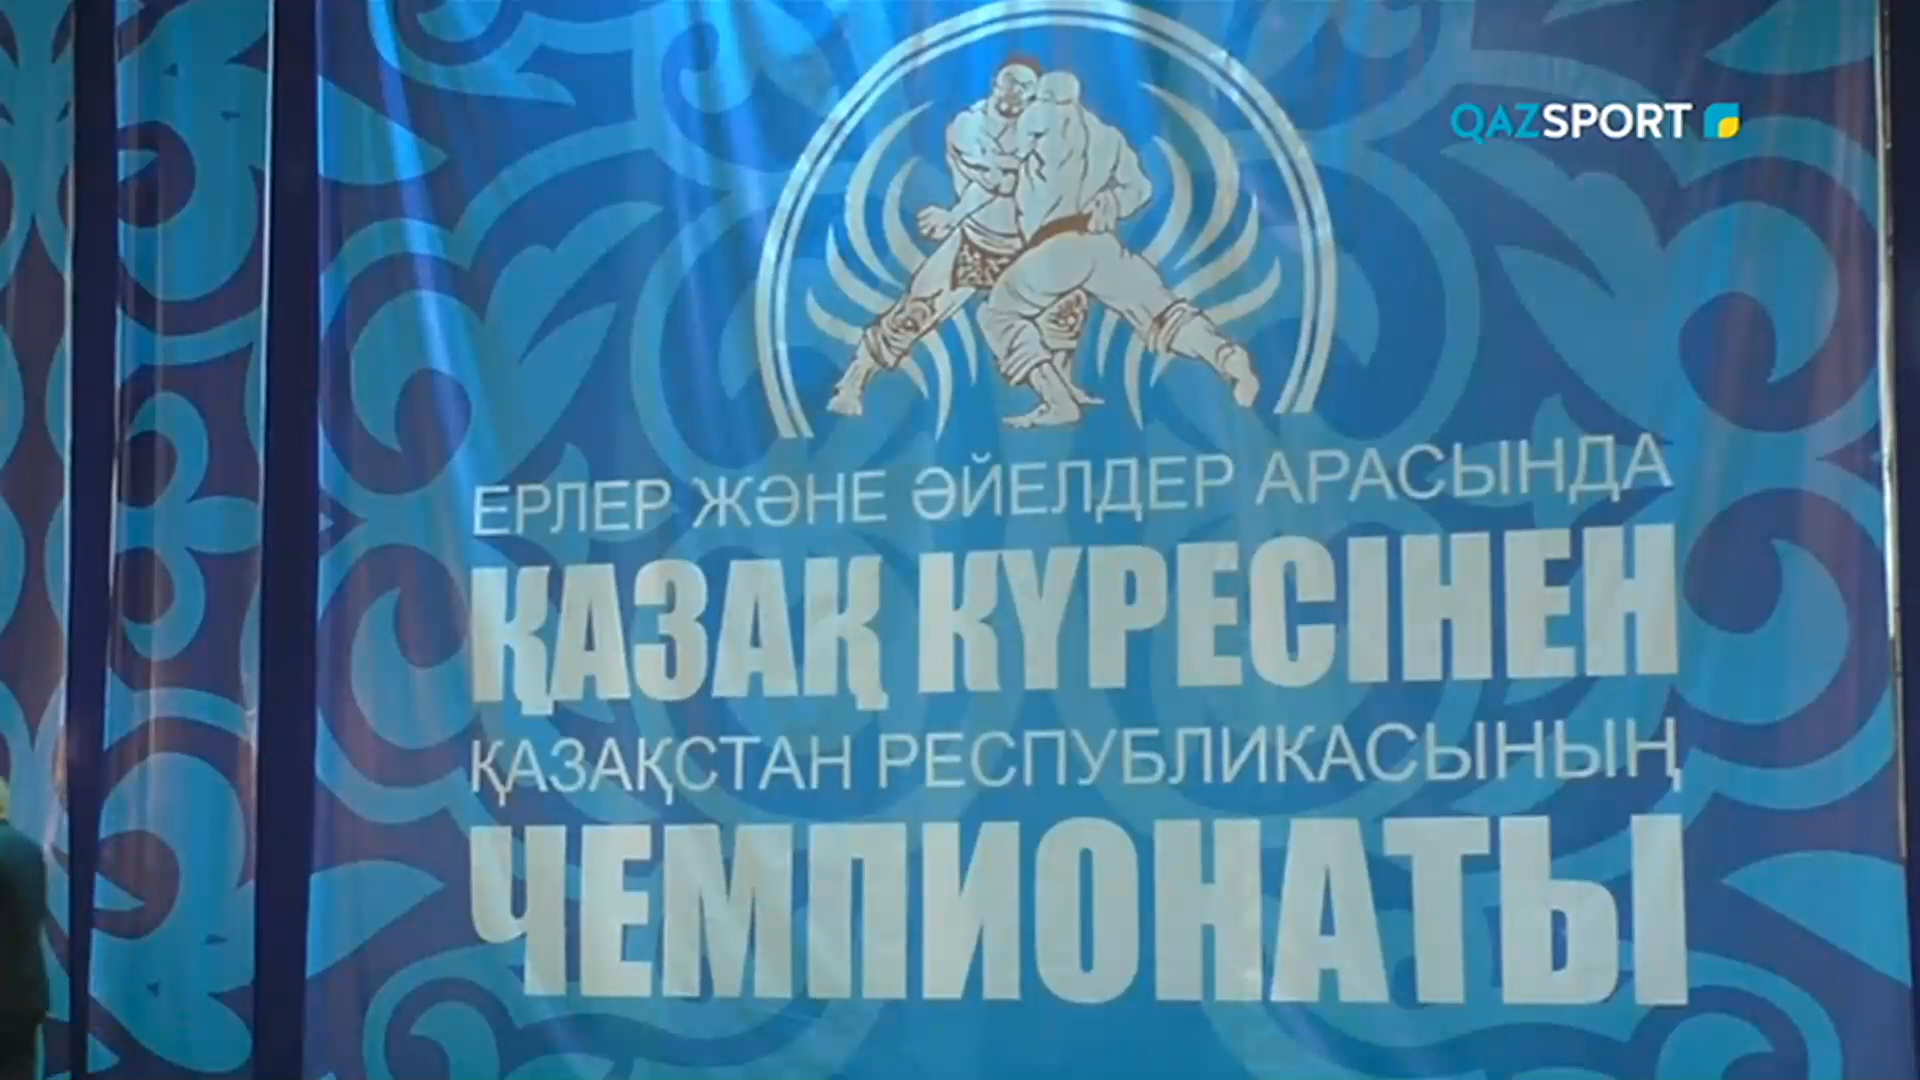 QAZSPORT
ЕРЛЕР ЖӘНЕ ӘЙЕЛДЕР АРАСЫНДА
ҚАЗАҚ КҮРЕСІНЕН
ҚАЗАҚСТАН РЕСПУБЛИКАСЫНЫҢ
ЧЕМПИОНАТЫ